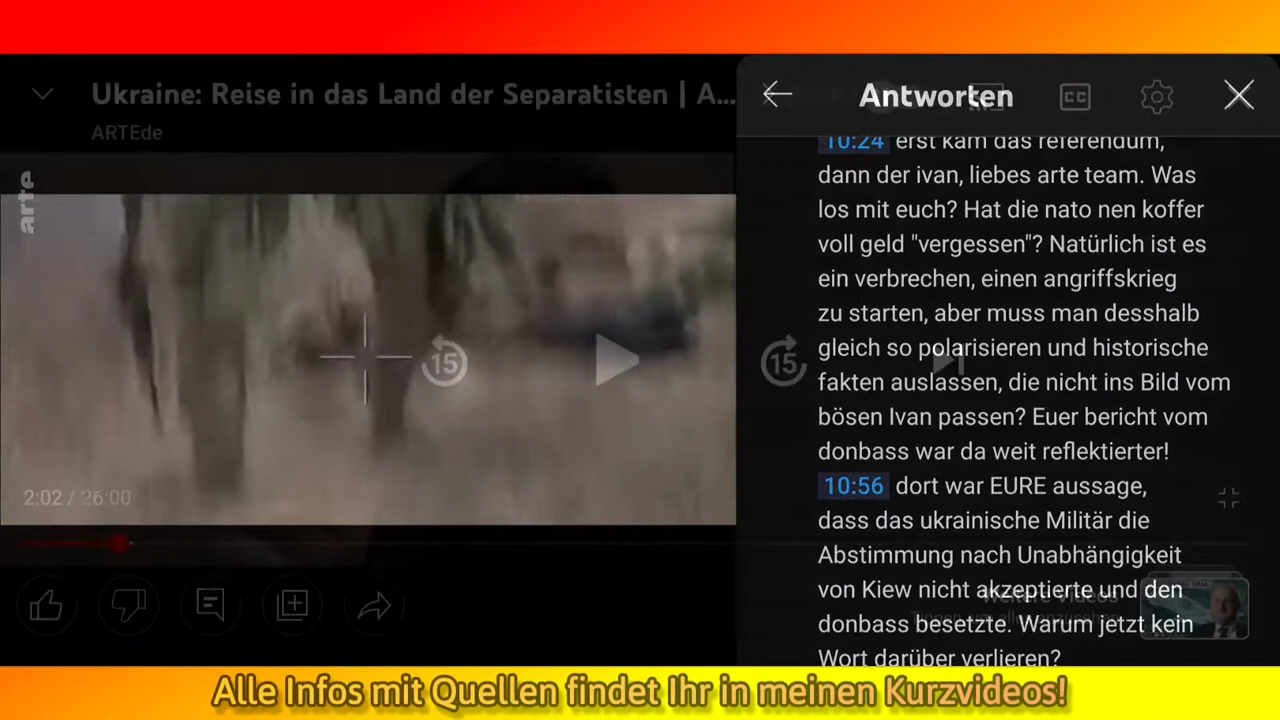 Ukraine: Reise in das Land der Separatisten | A...
ARTEde
arte
15
15
2:02 / 26:00
Antworten
CC
10:24 erst kam das referendum,
dann der ivan, liebes arte team. Was
los mit euch? Hat die nato nen koffer
voll geld "vergessen"? Natürlich ist es
ein verbrechen, einen angriffskrieg
zu starten, aber muss man desshalb
gleich so polarisieren und historische
fakten auslassen, die nicht ins Bild vom
bösen Ivan passen? Euer bericht vom
donbass war da weit reflektierter!
10:56 dort war EURE aussage,
dass das ukrainische Militär die
Abstimmung nach Unabhängigkeit
von Kiew nicht akzeptierte und den
donbass besetzte. Warum jetzt kein
Wort darüber verlieren?
Weitere Videos
Alle Infos mit Quellen findet Ihr in meinen Kurzvideos!